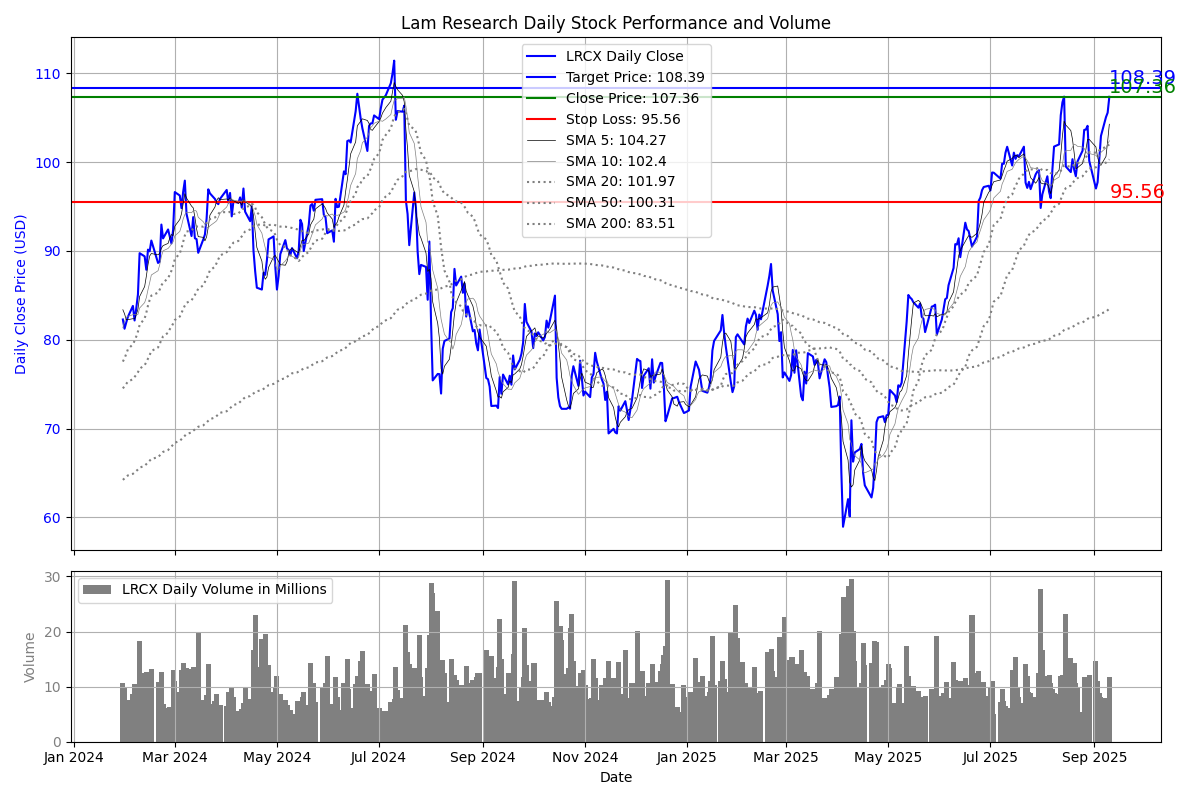 Lam Research Daily Stock Performance and Volume
LRCX Daily Close
Target Price: 108.39
Close Price: 107.36
Stop Loss: 95.56
SMA 5: 104.27
SMA 10: 102.4
SMA 20: 101.97
SMA 50: 100.31
SMA 200: 83.51
108.39
107.36
95.56
110
100
90
80
70
60
Daily Close Price (USD)
LRCX Daily Volume in Millions
30
20
10
0
Volume
Jan 2024 Mar 2024 May 2024 Jul 2024 Sep 2024 Nov 2024 Jan 2025 Mar 2025 May 2025 Jul 2025 Sep 2025
Date